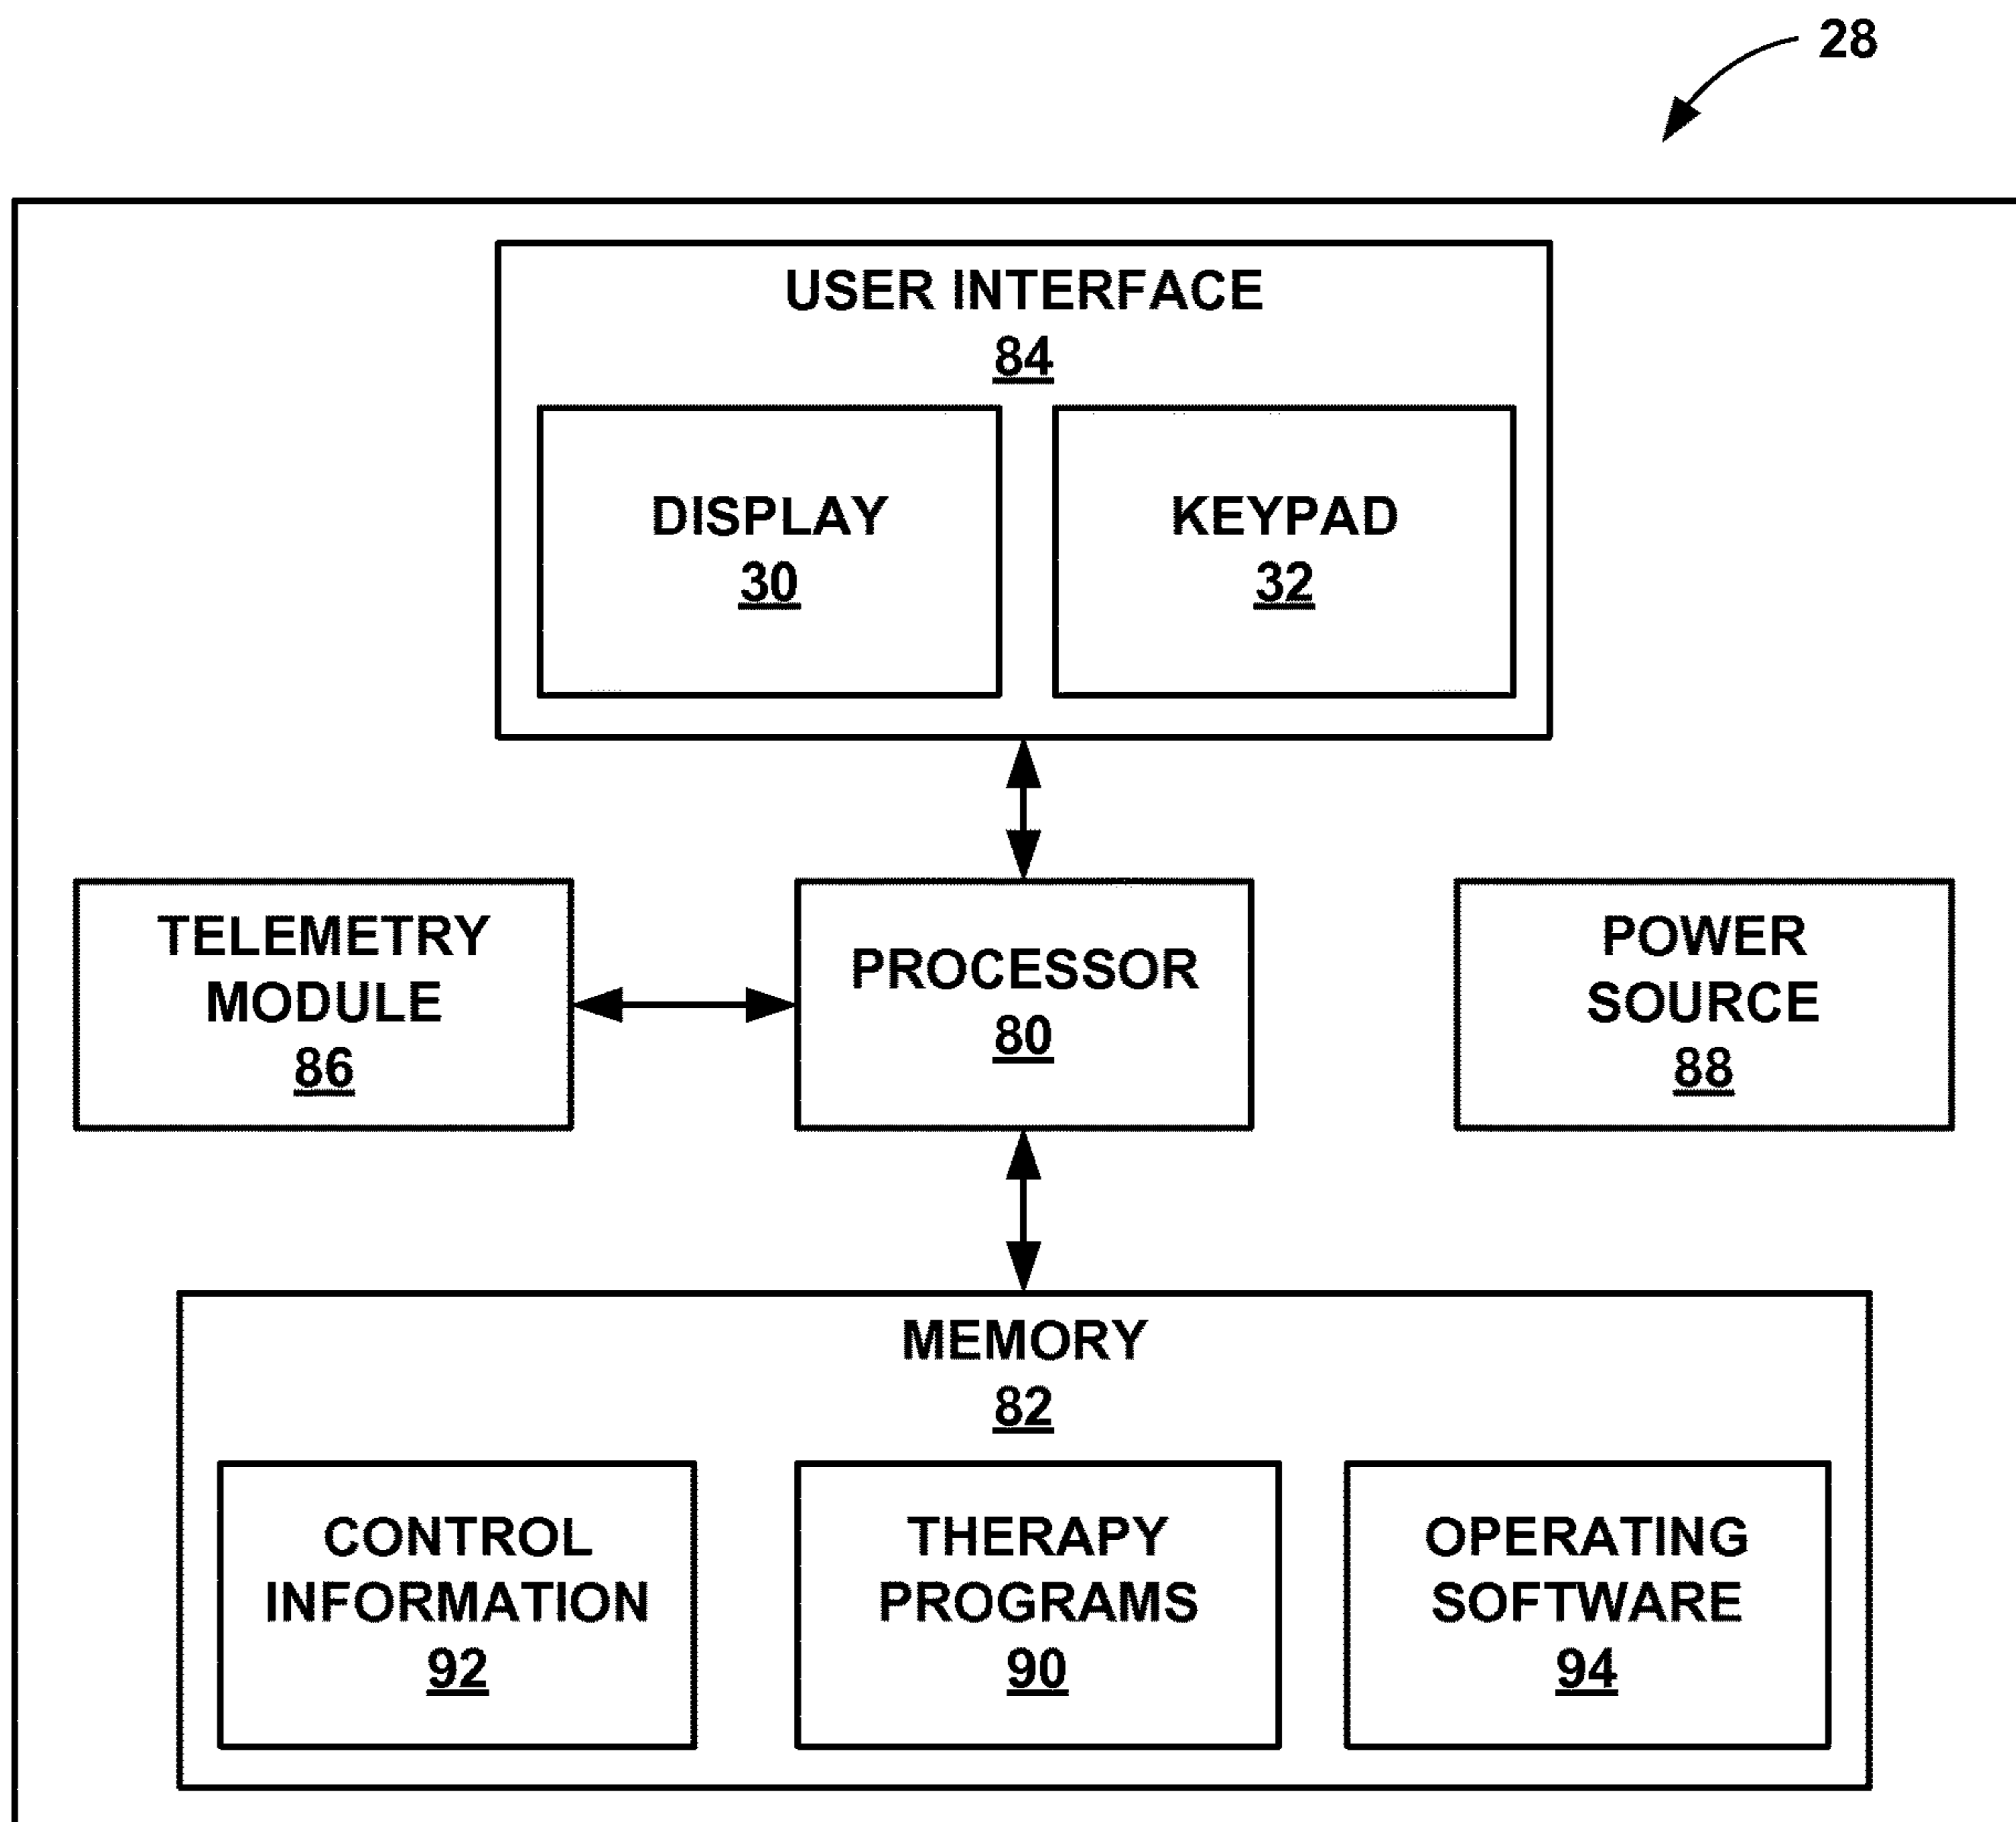 28
USER INTERFACE
84
DISPLAY
30
KEYPAD
32
TELEMETRY
MODULE
86
PROCESSOR
80
POWER
SOURCE
88
MEMORY
82
CONTROL
INFORMATION
92
THERAPY
PROGRAMS
90
OPERATING
SOFTWARE
94